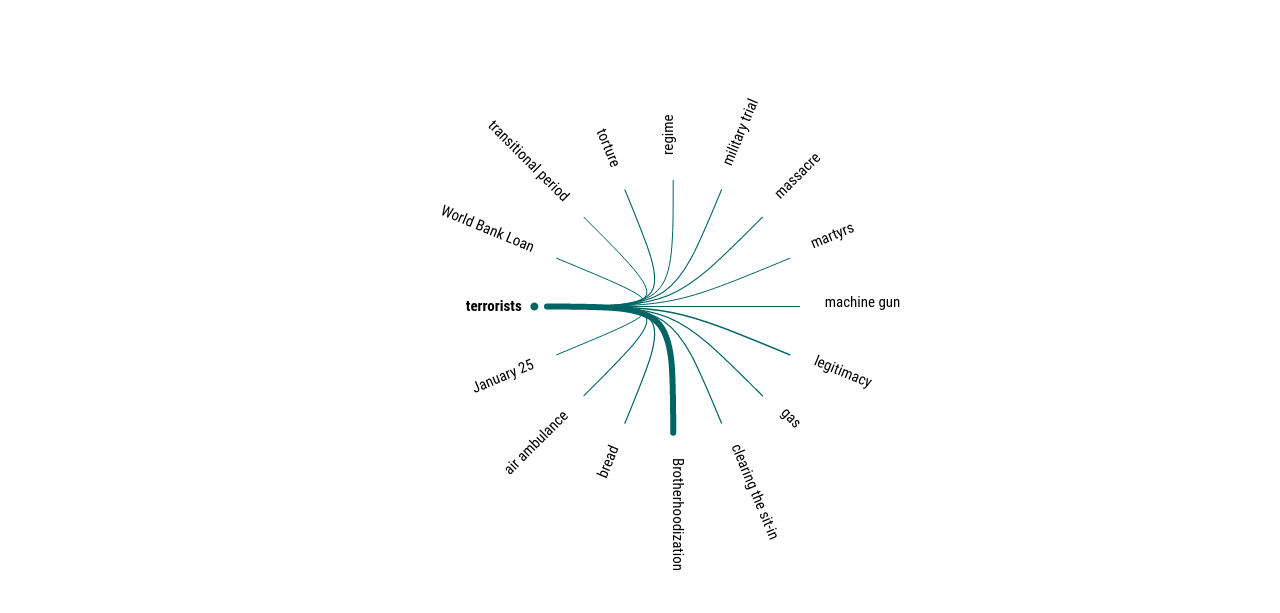 regime
military trial
massacre
martyrs
machine gun
legitimacy
gas
clearing the sit-in
Brotherhoodization
bread
air ambulance
January 25
terrorists
World Bank Loan
transitional period
torture